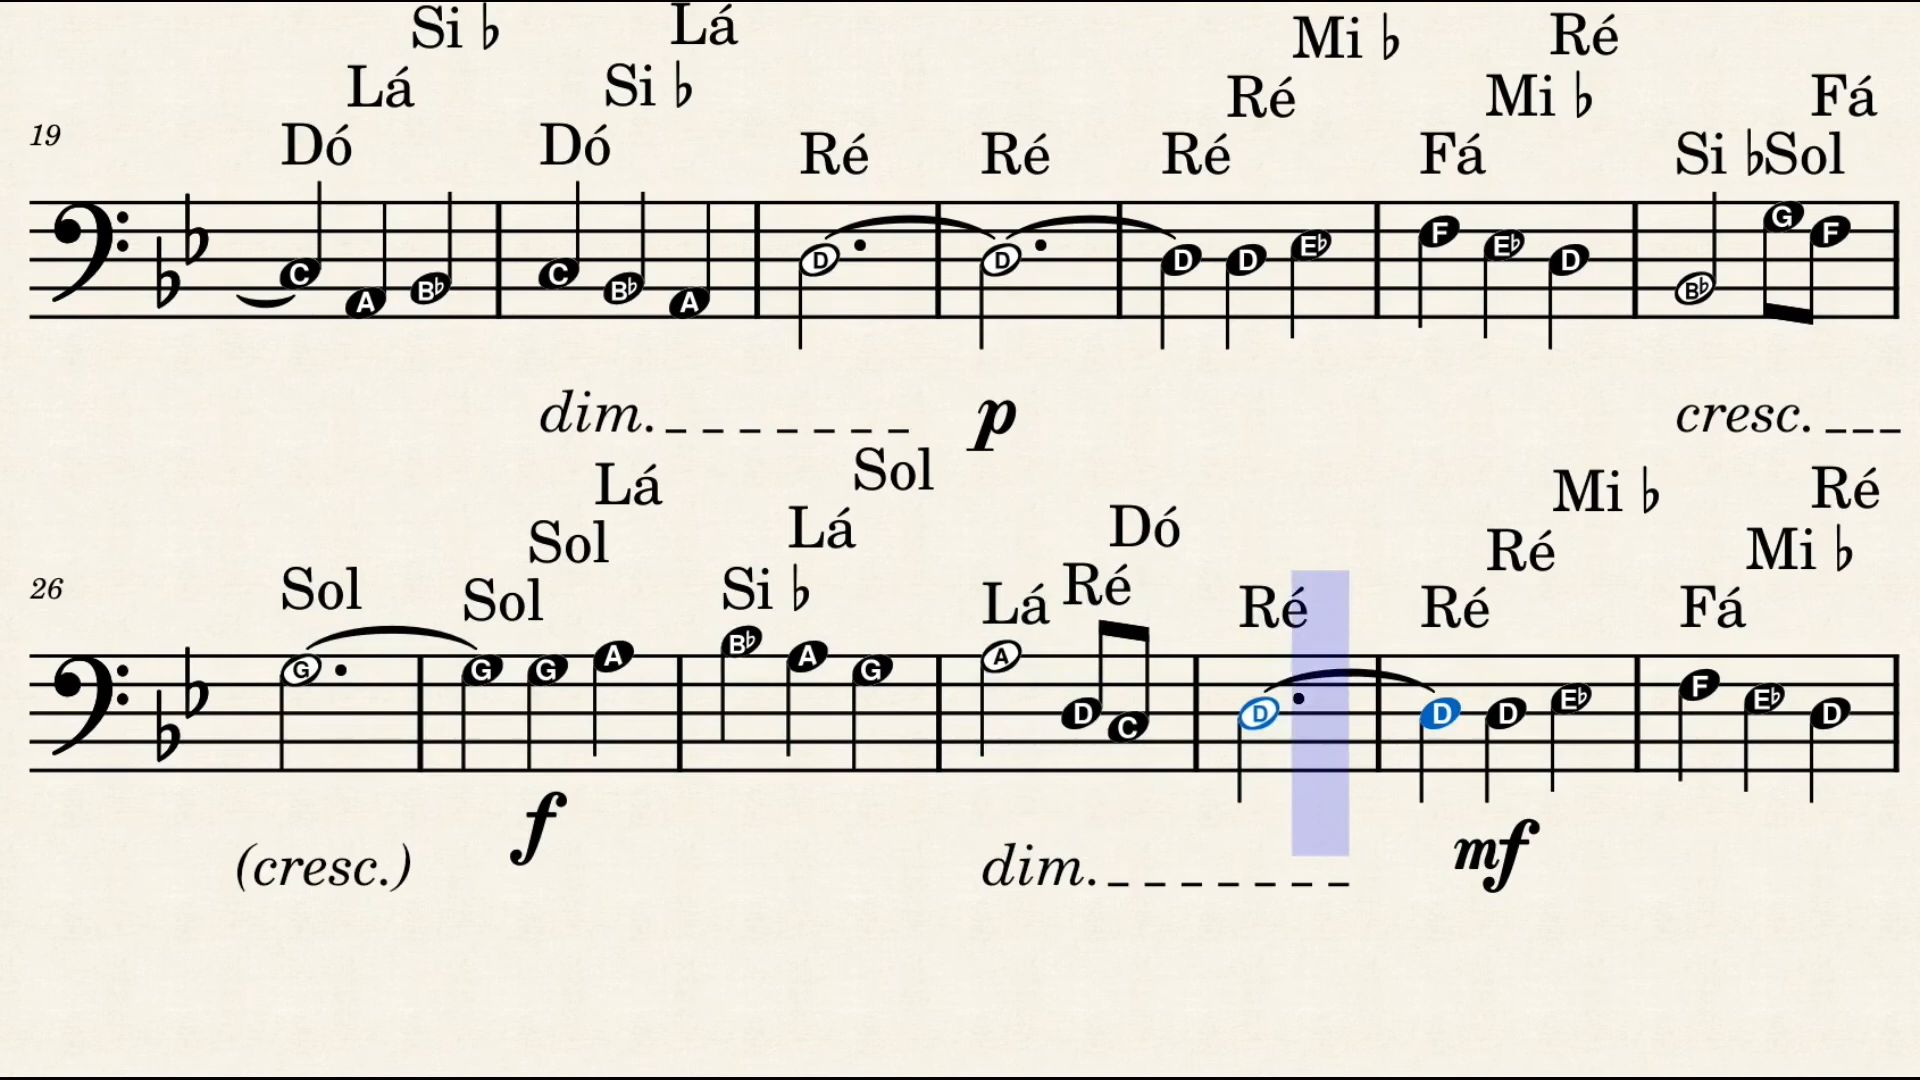 Si ♭ Lá
Lá Si ♭ Mi ♭ Ré
Ré Mi ♭ Fá
19 Dó Dó Ré Ré Ré Fá Si ♭ Sol
C A B♭ C B♭ A D D D D E♭ F E♭ D B♭ G F
dim. p cresc.
Lá Sol Mi ♭ Ré
Sol Lá Dó Ré Mi ♭
26 Sol Sol Si ♭ Lá Ré Ré Ré Fá
G G G A B♭ A G A D C D D D E♭ F E♭ D
f mf
(cresc.) dim.